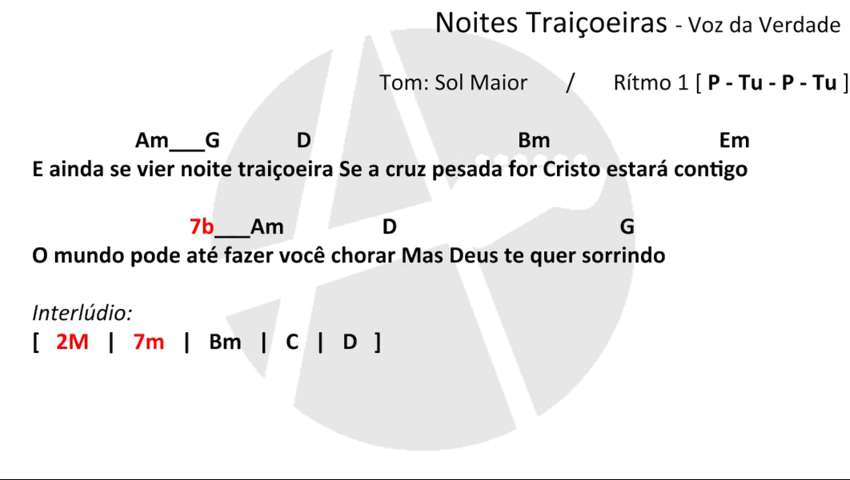 Noites Traiçoeiras - Voz da Verdade
Tom: Sol Maior / Rítmo 1 [ P - Tu - P - Tu ]
Am___G D Bm Em
E ainda se vier noite traiçoeira Se a cruz pesada for Cristo estará contigo
7b___Am D G
O mundo pode até fazer você chorar Mas Deus te quer sorrindo
Interlúdio:
[ 2M | 7m | Bm | C | D ]